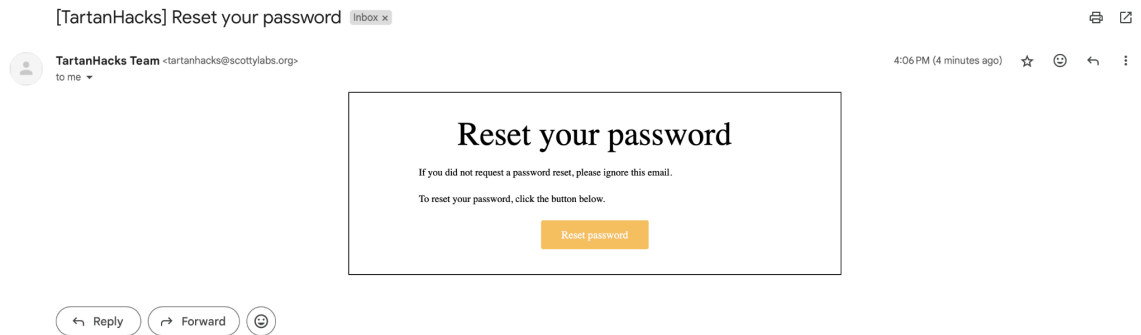 [TartanHacks] Reset your password Inbox x
TartanHacks Team <tartanhacks@scottylabs.org> 4:06 PM (4 minutes ago)
to me
Reset your password
If you did not request a password reset, please ignore this email.
To reset your password, click the button below.
Reset password
Reply Forward